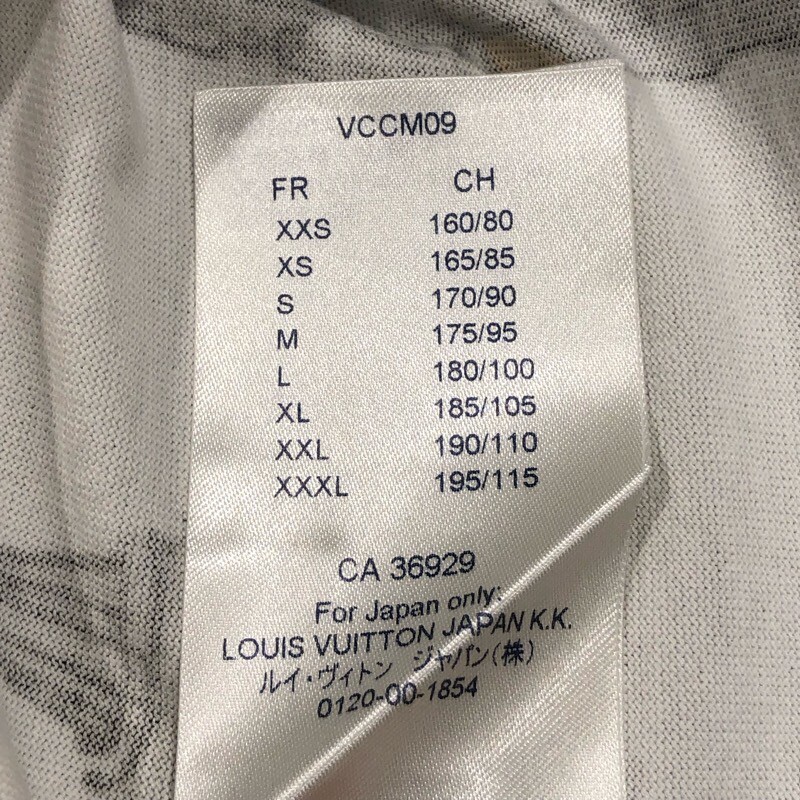 VCCM09
FR CH
XXS 160/80
XS 165/85
S 170/90
M 175/95
L 180/100
XL 185/105
XXL 190/110
XXXL 195/115
CA 36929
For Japan only:
LOUIS VUITTON JAPAN K.K.
ルイ・ヴィトン ジャパン(株)
0120-00-1854